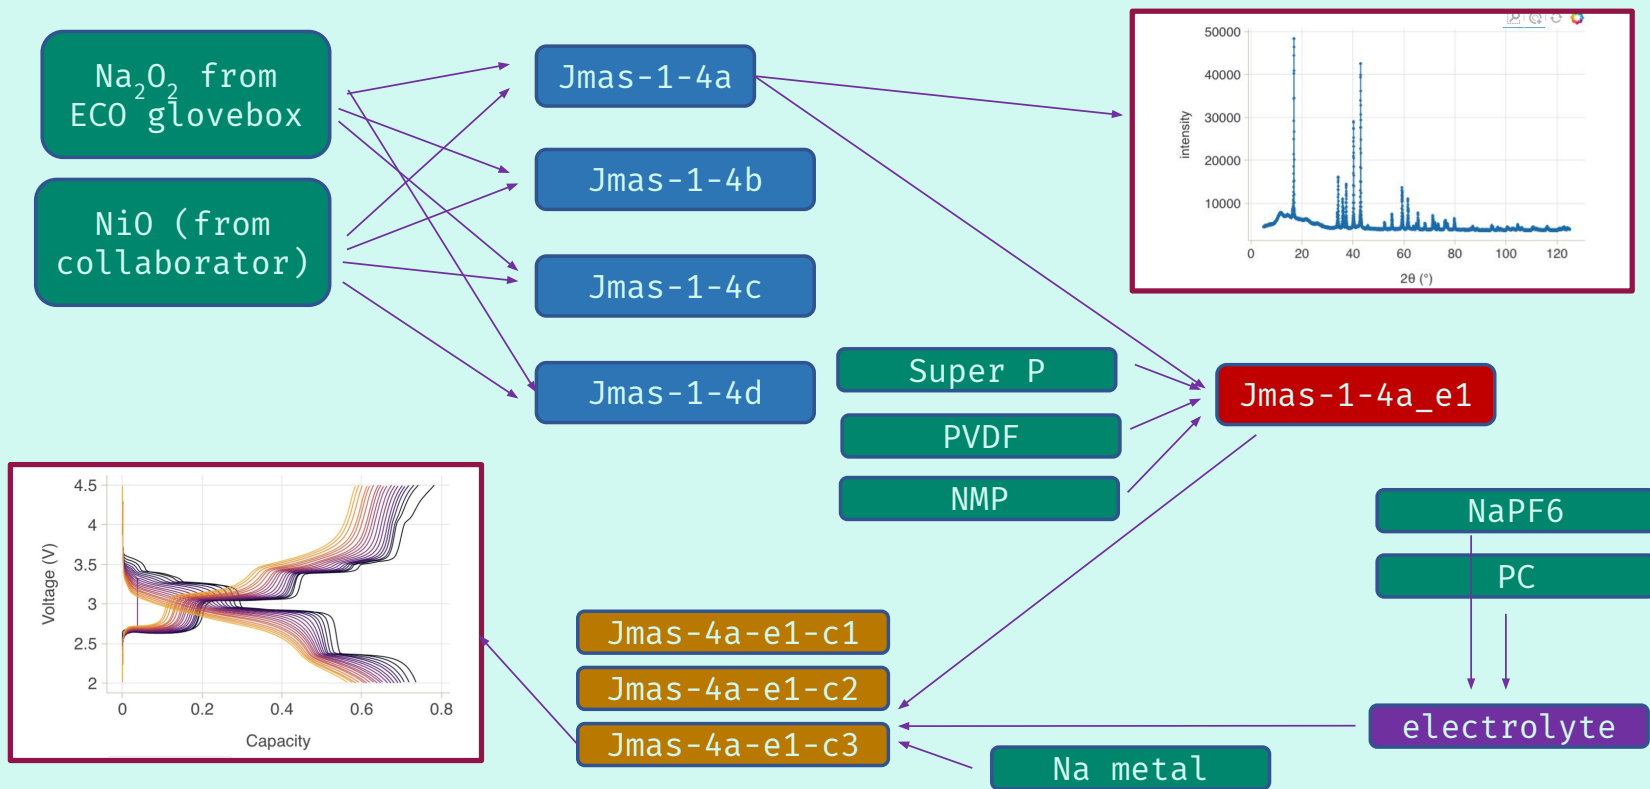 Na₂O₂ from
ECO glovebox
NiO (from
collaborator)
Jmas-1-4a
Jmas-1-4b
Jmas-1-4c
Jmas-1-4d
50000
40000
30000
20000
10000
intensity
0 20 40 60 80 100 120
2θ (°)
Super P
PVDF
NMP
Jmas-1-4a_e1
NaPF6
PC
electrolyte
Na metal
Jmas-4a-e1-c1
Jmas-4a-e1-c2
Jmas-4a-e1-c3
4.5
4
3.5
3
2.5
2
Voltage (V)
0 0.2 0.4 0.6 0.8
Capacity